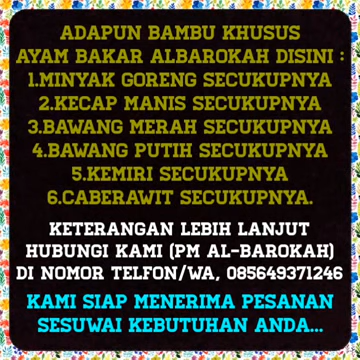 ADAPUN BAMBU KHUSUS
AYAM BAKAR ALBAROKAH DISINI :
1.MINYAK GORENG SECUKUPNYA
2.KECAP MANIS SECUKUPNYA
3.BAWANG MERAH SECUKUPNYA
4.BAWANG PUTIH SECUKUPNYA
5.KEMIRI SECUKUPNYA
6.CABERAWIT SECUKUPNYA.
KETERANGAN LEBIH LANJUT
HUBUNGI KAMI (PM AL-BAROKAH)
DI NOMOR TELFON/WA, 085649371246
KAMI SIAP MENERIMA PESANAN
SESUWAI KEBUTUHAN ANDA...